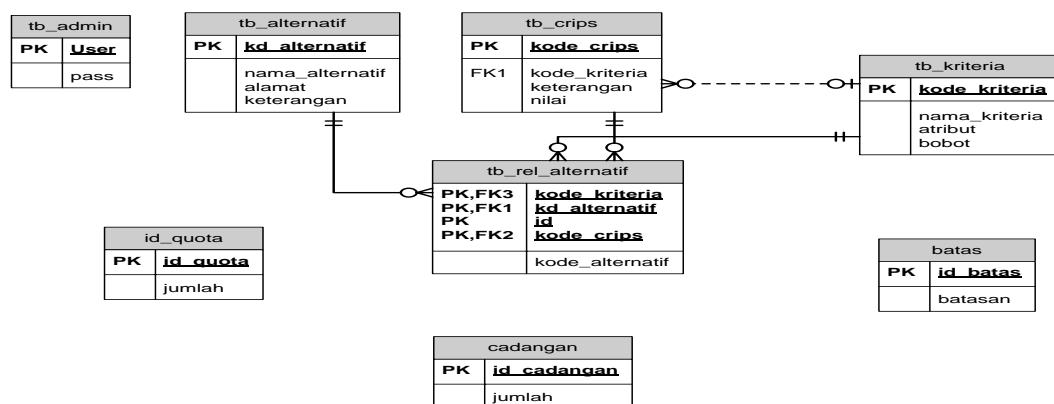 tb_admin
PK User
pass
tb_alternatif
PK kd_alternatif
nama_alternatif
alamat
keterangan
tb_crips
PK kode_crips
FK1 kode_kriteria
keterangan
nilai
tb_kriteria
PK kode_kriteria
nama_kriteria
atribut
bobot
tb_rel_alternatif
PK,FK3 kode_kriteria
PK,FK1 kd_alternatif
PK id
PK,FK2 kode_crips
kode_alternatif
id_quota
PK id_quota
jumlah
batas
PK id_batas
batasan
cadangan
PK id_cadangan
jumlah